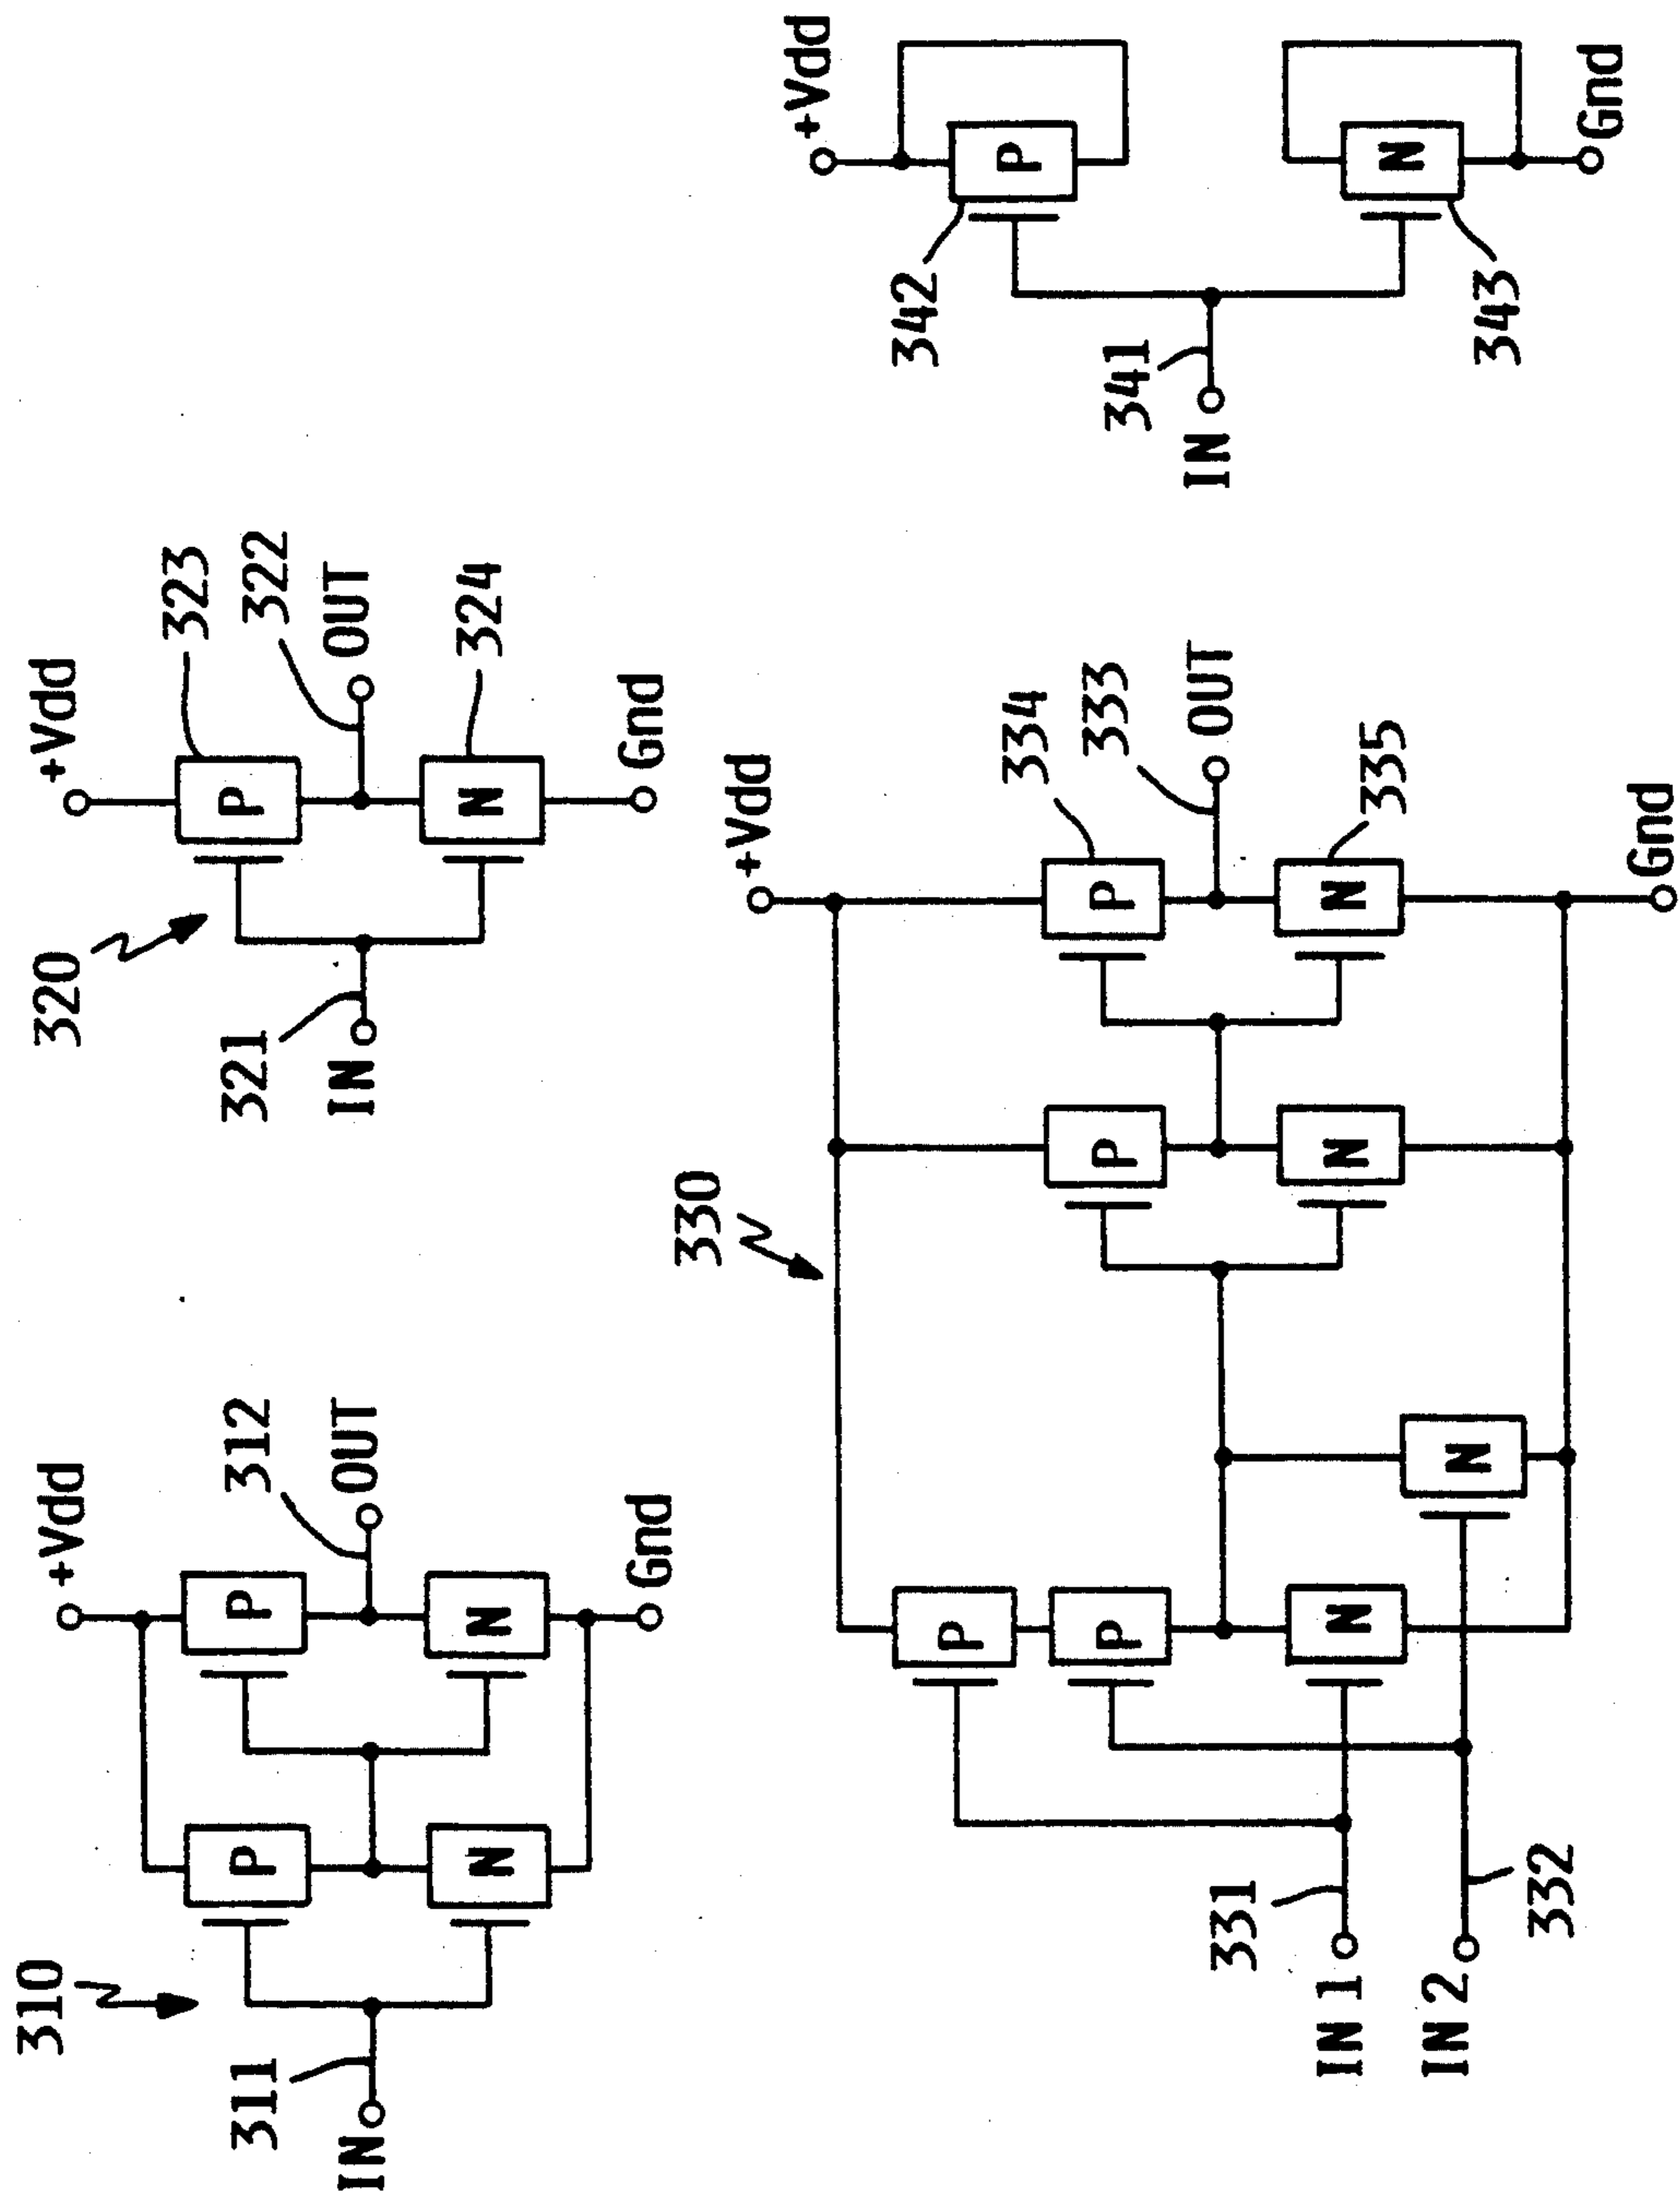 310
311
IN
+Vdd
P
P
N
N
312
OUT
Gnd
320
321
IN
+Vdd
P
N
323
322
OUT
324
Gnd
330
331
IN 1
IN 2
332
P
P
N
N
P
N
+Vdd
P
N
334
333
OUT
335
Gnd
341
IN
342
343
+Vdd
P
N
Gnd